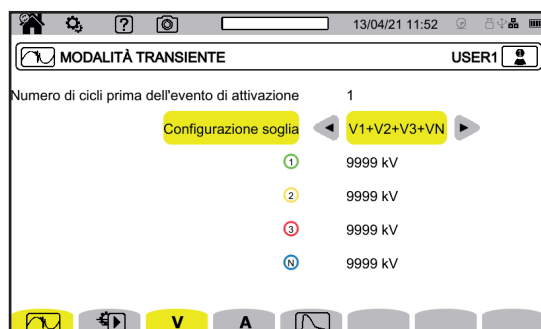 13/04/21 11:52
MODALITÀ TRANSIENTE USER1
Numero di cicli prima dell'evento di attivazione 1
Configurazione soglia V1+V2+V3+VN
1 9999 kV
2 9999 kV
3 9999 kV
N 9999 kV
V A